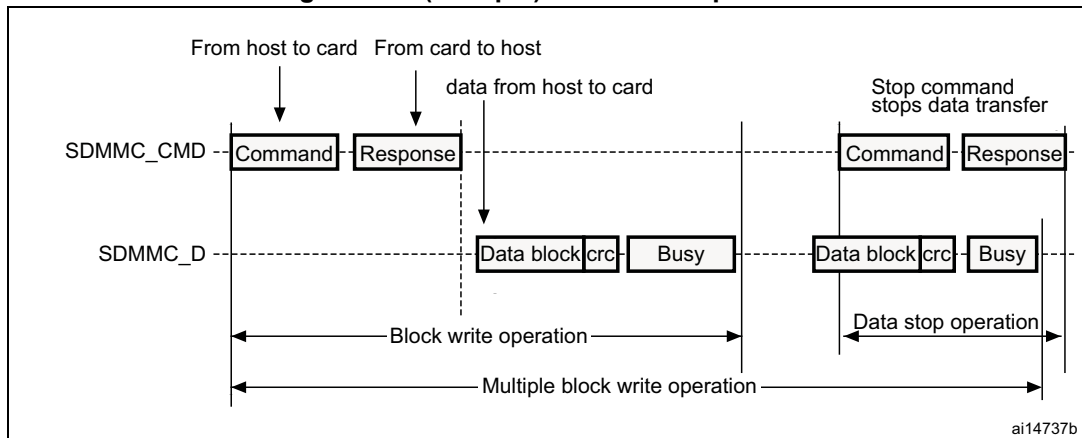 From host to card From card to host
data from host to card
Stop command
stops data transfer
SDMMC_CMD Command Response Command Response
SDMMC_D Data block crc Busy Data block crc Busy
Block write operation
Data stop operation
Multiple block write operation
ai14737b